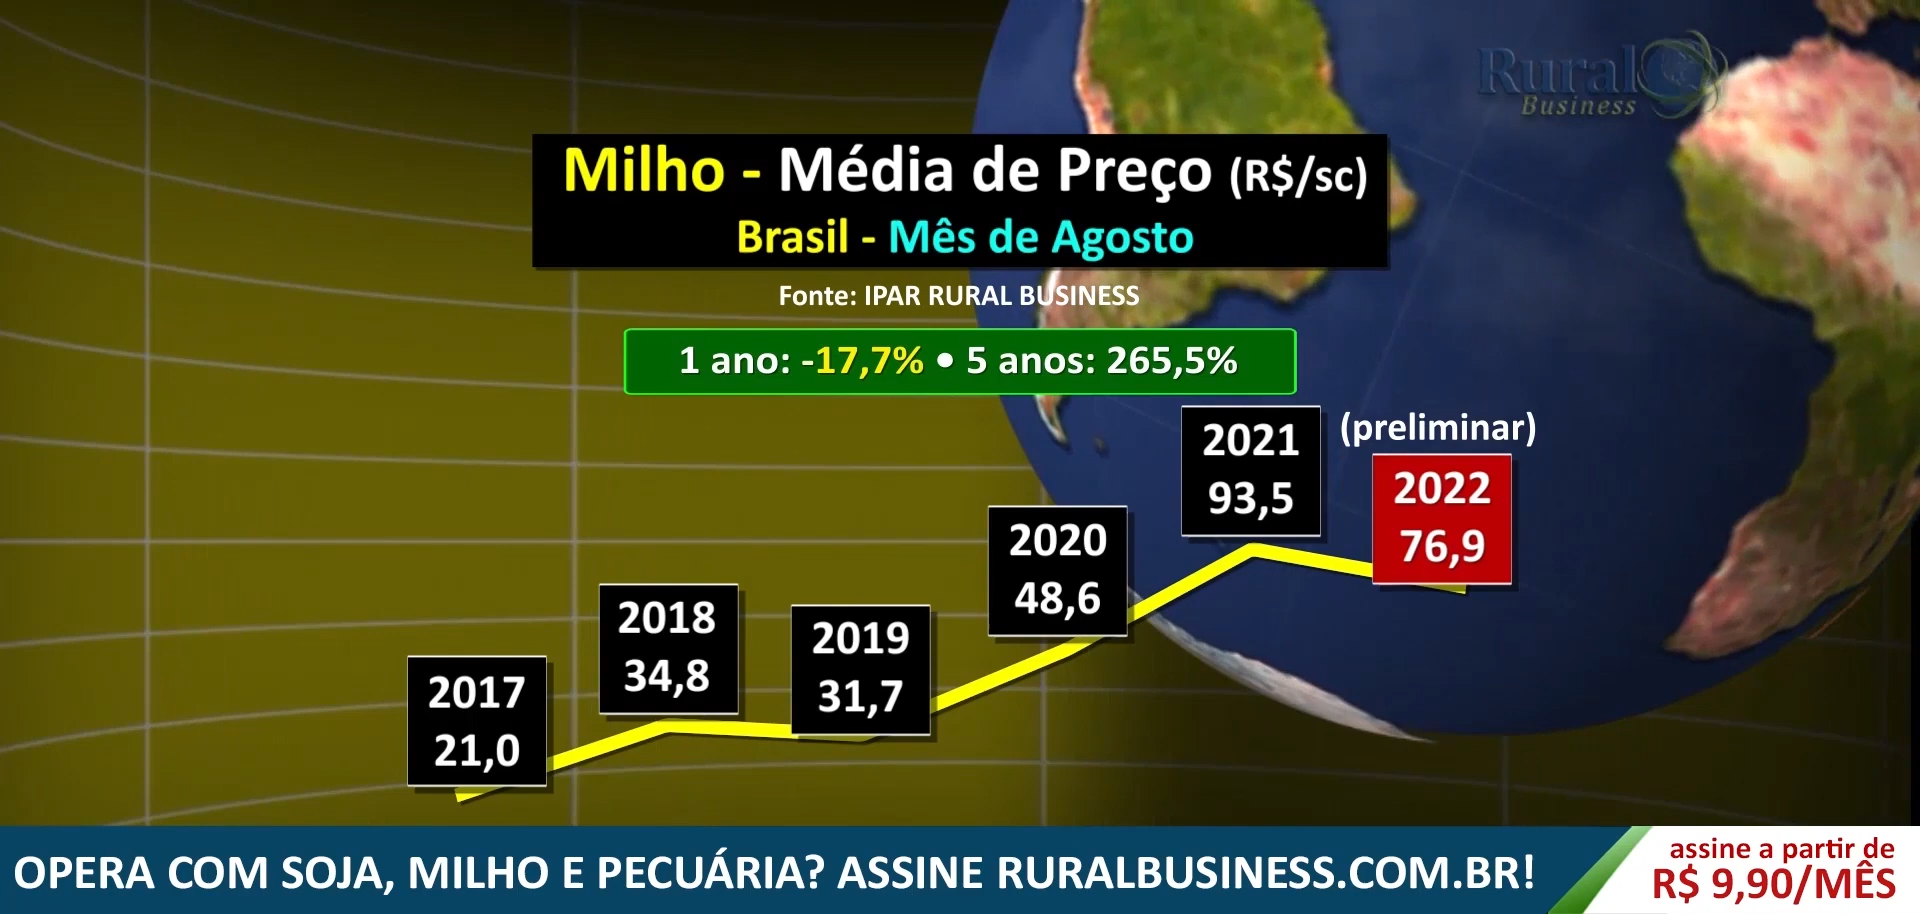 Rural
Business
Milho - Média de Preço (R$/sc)
Brasil - Mês de Agosto
Fonte: IPAR RURAL BUSINESS
1 ano: -17,7% • 5 anos: 265,5%
2017
21,0
2018
34,8
2019
31,7
2020
48,6
2021
93,5
(preliminar)
2022
76,9
OPERA COM SOJA, MILHO E PECUÁRIA? ASSINE RURALBUSINESS.COM.BR!
assine a partir de
R$ 9,90/MÊS